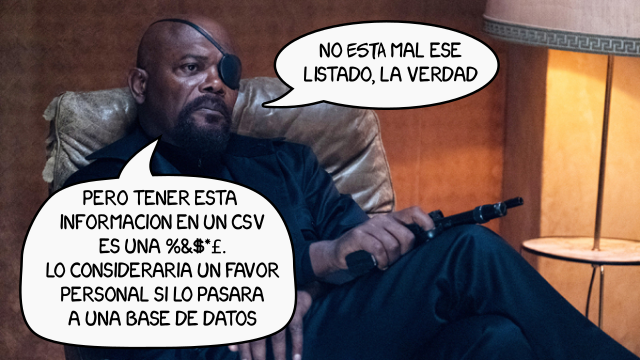 NO ESTA MAL ESE
LISTADO, LA VERDAD
PERO TENER ESTA
INFORMACION EN UN CSV
ES UNA %&$*£.
LO CONSIDERARIA UN FAVOR
PERSONAL SI LO PASARA
A UNA BASE DE DATOS